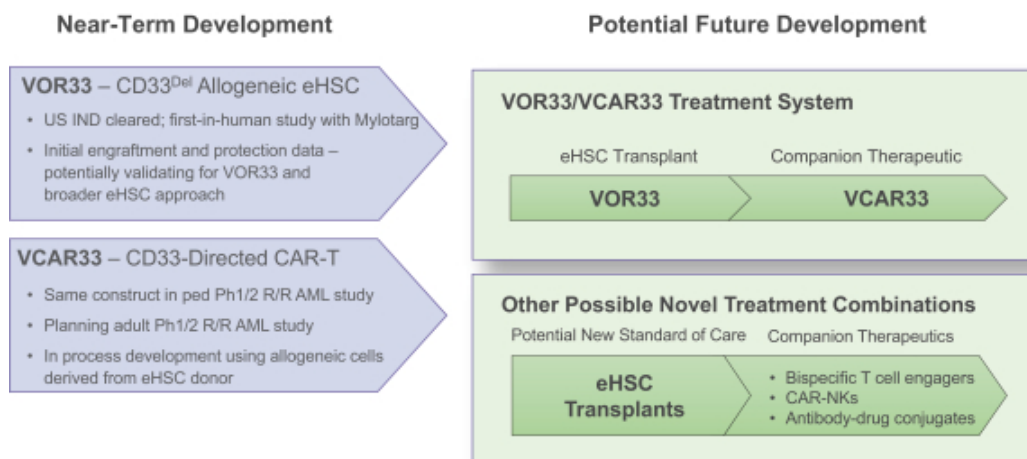 Near-Term Development
VOR33 – CD33Del Allogeneic eHSC
• US IND cleared; first-in-human study with Mylotarg
• Initial engraftment and protection data –
potentially validating for VOR33 and
broader eHSC approach
VCAR33 – CD33-Directed CAR-T
• Same construct in ped Ph1/2 R/R AML study
• Planning adult Ph1/2 R/R AML study
• In process development using allogeneic cells
derived from eHSC donor
Potential Future Development
VOR33/VCAR33 Treatment System
eHSC Transplant
Companion Therapeutic
VOR33
VCAR33
Other Possible Novel Treatment Combinations
Potential New Standard of Care
Companion Therapeutics
eHSC
Transplants
• Bispecific T cell engagers
• CAR-NKs
• Antibody-drug conjugates